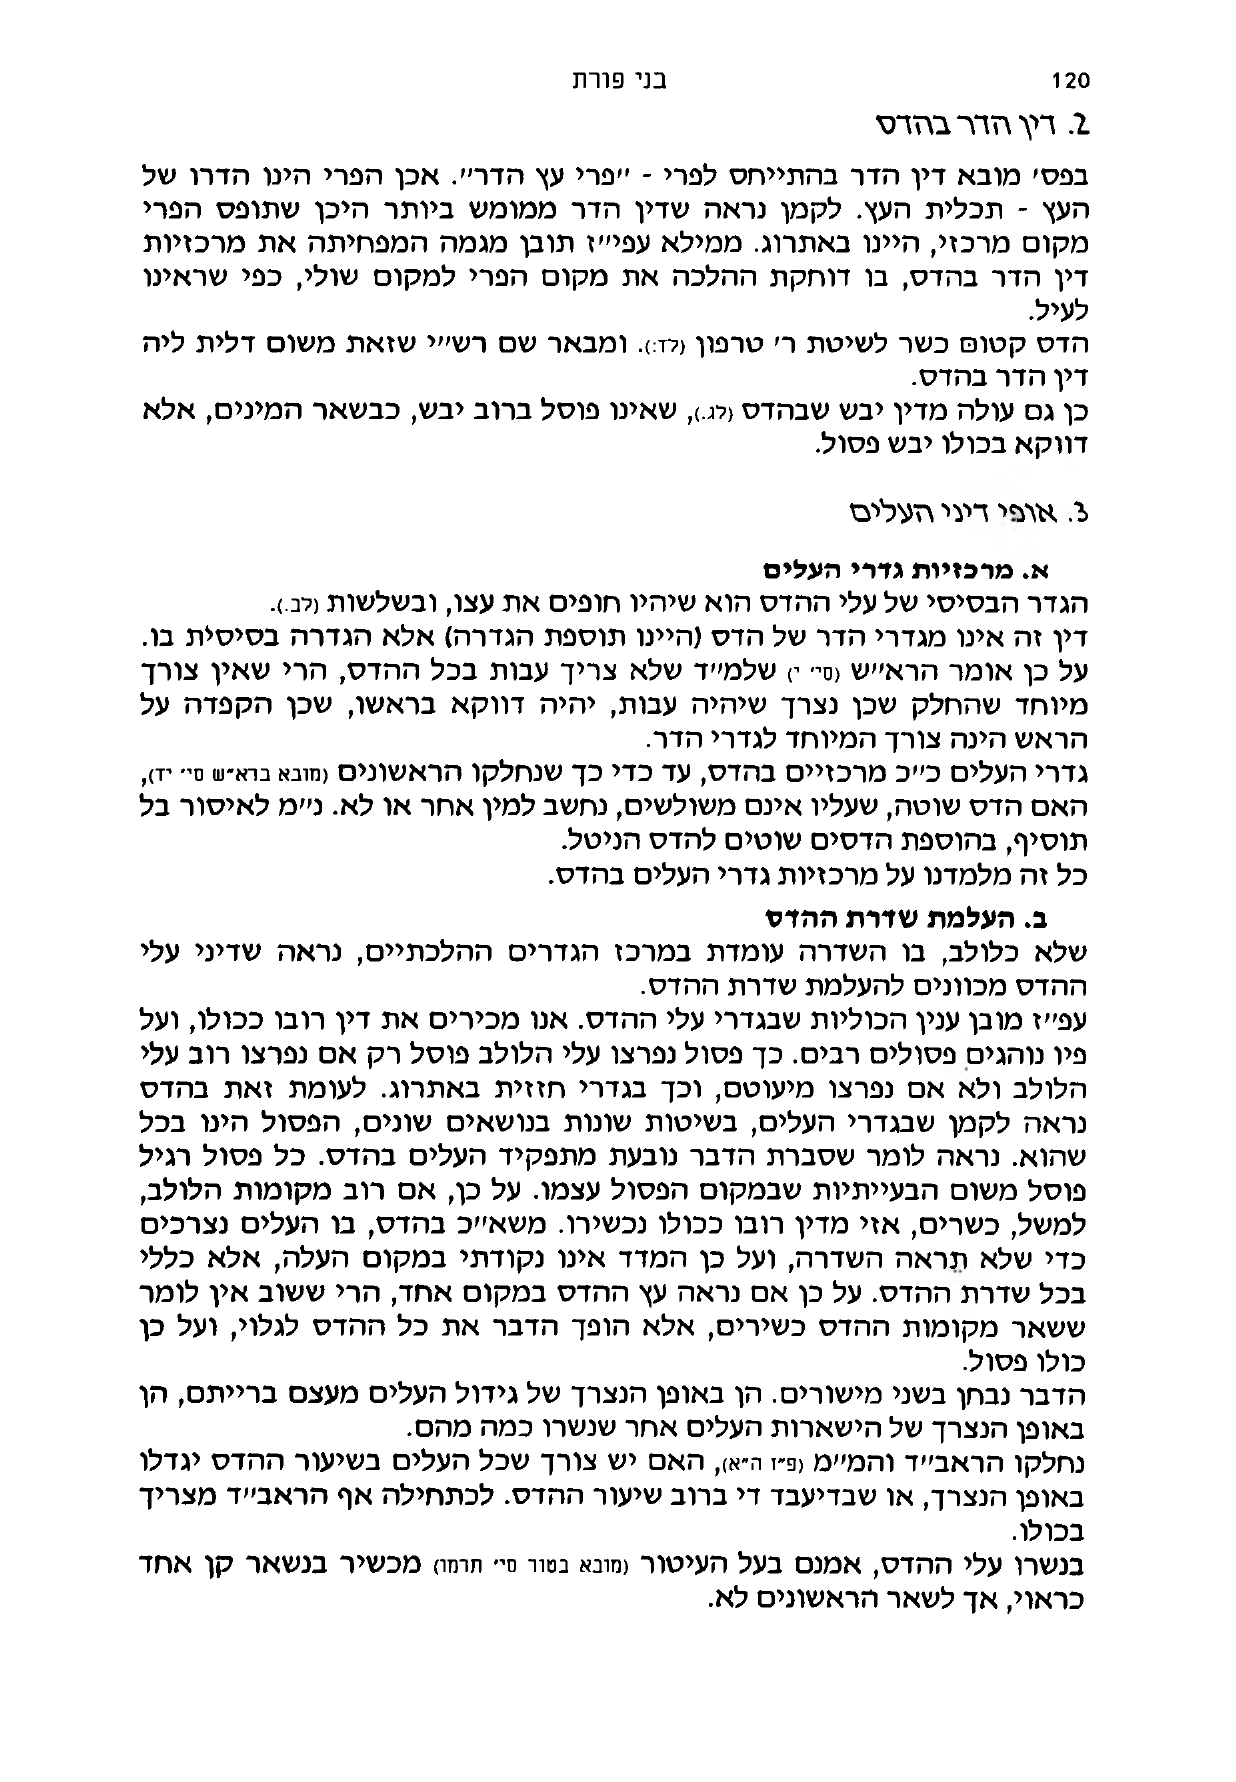 120
בני פורת
2. דין הדר בהדס
בפס' מובא דין הדר בהתייחס לפרי - ״פרי עץ הדר״. אכן הפרי הינו הדרו של
העץ - תכלית העץ. לקמן נראה שדין הדר ממומש ביותר היכן שתופס הפרי
מקום מרכזי, היינו באתרוג. ממילא עפי״ז תובן מגמה המפחיתה את מרכזיות
דין הדר בהדס, בו דוחקת ההלכה את מקום הפרי למקום שולי, כפי שראינו
לעיל.
הדס קטום כשר לשיטת ר' טרפון (לד:). ומבאר שם רש״י שזאת משום דלית ליה
דין הדר בהדס.
כן גם עולה מדין יבש שבהדס (לג.), שאינו פוסל ברוב יבש, כבשאר המינים, אלא
דווקא בכולו יבש פסול.
3. אופי דיני העלים
א. מרכזיות גדרי העלים
הגדר הבסיסי של עלי ההדס הוא שיהיו חופים את עצו, ובשלשות (לב.).
דין זה אינו מגדרי הדר של הדס (היינו תוספת הגדרה) אלא הגדרה בסיסית בו.
על כן אומר הרא״ש (סי' י) שלמ״ד שלא צריך עבות בכל ההדס, הרי שאין צורך
מיוחד שהחלק שכן נצרך שיהיה עבות, יהיה דווקא בראשו, שכן הקפדה על
הראש הינה צורך המיוחד לגדרי הדר.
גדרי העלים כ״כ מרכזיים בהדס, עד כדי כך שנחלקו הראשונים (מובא ברא״ש סי' יד),
האם הדס שוטה, שעליו אינם משולשים, נחשב למין אחר או לא. נ״מ לאיסור בל
תוסיף, בהוספת הדסים שוטים להדס הניטל.
כל זה מלמדנו על מרכזיות גדרי העלים בהדס.
ב. העלמת שדרת ההדס
שלא כלולב, בו השדרה עומדת במרכז הגדרים ההלכתיים, נראה שדיני עלי
ההדס מכוונים להעלמת שדרת ההדס.
עפ״ז מובן ענין הכוליות שבגדרי עלי ההדס. אנו מכירים את דין רובו ככולו, ועל
פיו נוהגים פסולים רבים. כך פסול נפרצו עלי הלולב פוסל רק אם נפרצו רוב עלי
הלולב ולא אם נפרצו מיעוטם, וכך בגדרי חזזית באתרוג. לעומת זאת בהדס
נראה לקמן שבגדרי העלים, בשיטות שונות בנושאים שונים, הפסול הינו בכל
שהוא. נראה לומר שסברת הדבר נובעת מתפקיד העלים בהדס. כל פסול רגיל
פוסל משום הבעייתיות שבמקום הפסול עצמו. על כן, אם רוב מקומות הלולב,
למשל, כשרים, אזי מדין רובו ככולו נכשירו. משא״כ בהדס, בו העלים נצרכים
כדי שלא תראה השדרה, ועל כן המדד אינו נקודתי במקום העלה, אלא כללי
בכל שדרת ההדס. על כן אם נראה עץ ההדס במקום אחד, הרי ששוב אין לומר
ששאר מקומות ההדס כשירים, אלא הופך הדבר את כל ההדס לגלוי, ועל כן
כולו פסול.
הדבר נבחן בשני מישורים. הן באופן הנצרך של גידול העלים מעצם ברייתם, הן
באופן הנצרך של הישארות העלים אחר שנשרו כמה מהם.
נחלקו הראב״ד והמ״מ (פ״ז ה״א), האם יש צורך שכל העלים בשיעור ההדס יגדלו
באופן הנצרך, או שבדיעבד די ברוב שיעור ההדס. לכתחילה אף הראב״ד מצריך
בכולו.
בנשרו עלי ההדס, אמנם בעל העיטור (מובא בטור סי' תרמו) מכשיר בנשאר קן אחד
כראוי, אך לשאר הראשונים לא.